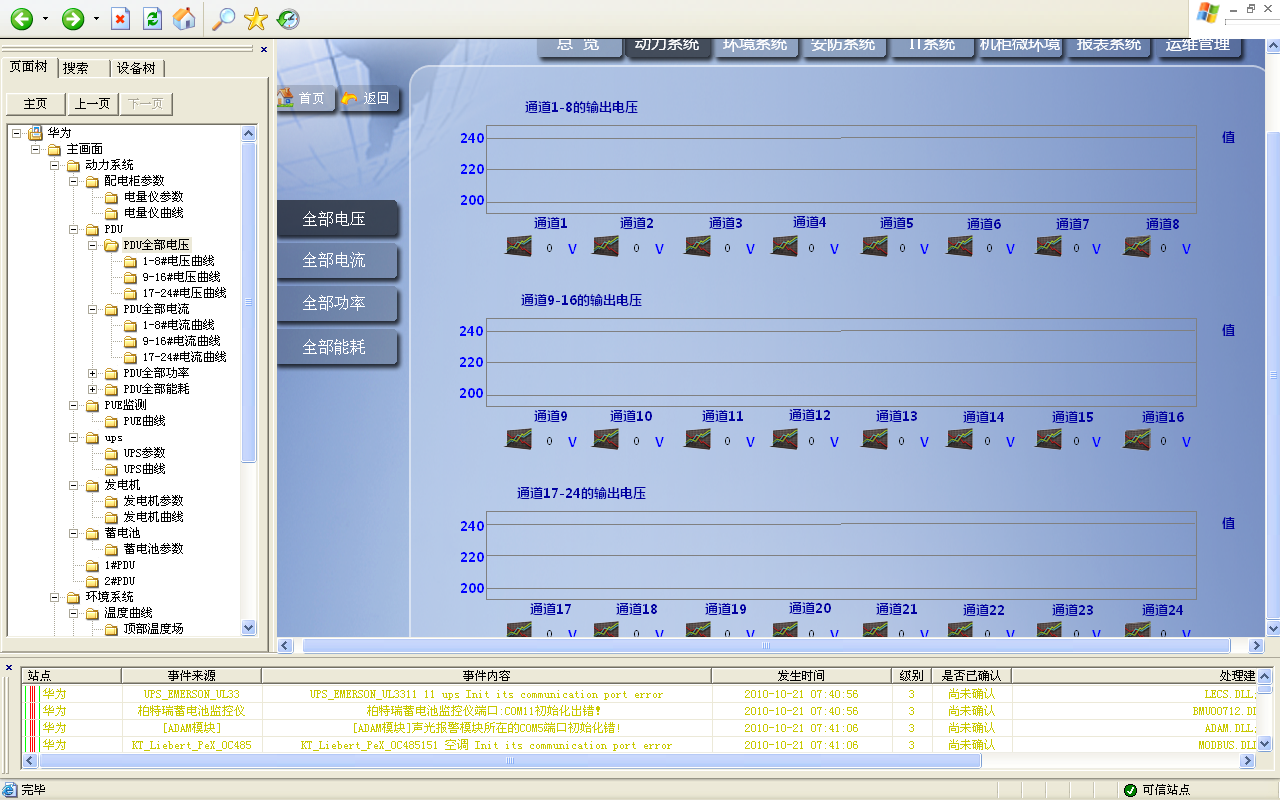 总 览 动力系统 环境系统 安防系统 IT系统 机柜微环境 报表系统 运维管理
页面树 搜索 设备树
主页 上一页 下一页
首页 返回
华为
主画面
动力系统
配电柜参数
电量仪参数
电量仪曲线
PDU
PDU全部电压
1-8#电压曲线
9-16#电压曲线
17-24#电压曲线
PDU全部电流
1-8#电流曲线
9-16#电流曲线
17-24#电流曲线
PDU全部功率
PDU全部能耗
PUE监测
PUE曲线
ups
UPS参数
UPS曲线
发电机
发电机参数
发电机曲线
蓄电池
蓄电池参数
1#PDU
2#PDU
环境系统
温度曲线
顶部温度场
全部电压
全部电流
全部功率
全部能耗
通道1-8的输出电压
240 值
220
200
通道1 通道2 通道3 通道4 通道5 通道6 通道7 通道8
0 V 0 V 0 V 0 V 0 V 0 V 0 V 0 V
通道9-16的输出电压
240 值
220
200
通道9 通道10 通道11 通道12 通道13 通道14 通道15 通道16
0 V 0 V 0 V 0 V 0 V 0 V 0 V 0 V
通道17-24的输出电压
240 值
220
200
通道17 通道18 通道19 通道20 通道21 通道22 通道23 通道24
0 V 0 V 0 V 0 V 0 V 0 V 0 V 0 V
站点 事件来源 事件内容 发生时间 级别 是否已确认 处理建
华为 UPS_EMERSON_UL33 UPS_EMERSON_UL3311 11 ups Init its communication port error 2010-10-21 07:40:56 3 尚未确认 LECS.DLL;
华为 柏特瑞蓄电池监控仪 柏特瑞蓄电池监控仪端口:COM11初始化出错! 2010-10-21 07:40:56 3 尚未确认 BMU00712.Dl
华为 [ADAM模块] [ADAM模块]声光报警模块所在的COM5端口初始化错! 2010-10-21 07:41:06 3 尚未确认 ADAM.DLL;
华为 KT_Liebert_PeX_OC485 KT_Liebert_PeX_OC485151 空调 Init its communication port error 2010-10-21 07:41:06 3 尚未确认 MODBUS.DLl
完毕 可信站点